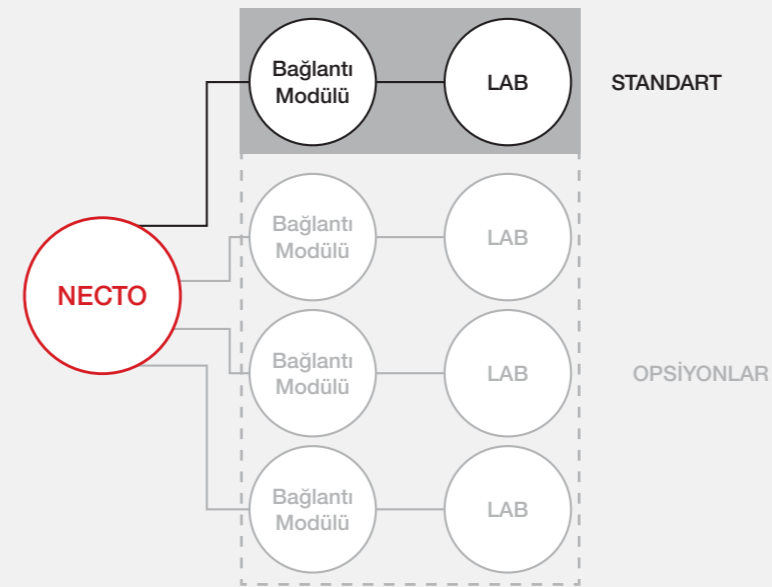 Bağlantı
Modülü
LAB
STANDART
Bağlantı
Modülü
LAB
NECTO
Bağlantı
Modülü
LAB
OPSİYONLAR
Bağlantı
Modülü
LAB